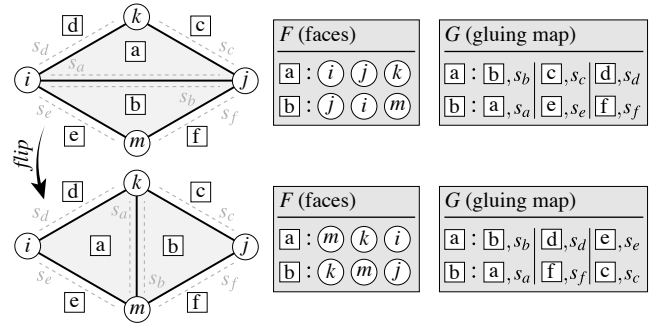 d k c
s_d a s_c
s_a
i j
b s_b
s_e s_f
e m f
flip
F (faces)
a : i j k
b : j i m
G (gluing map)
a : b, s_b | c, s_c | d, s_d
b : a, s_a | e, s_e | f, s_f
d k c
s_d s_a s_c
i a b j
s_e s_b s_f
e m f
F (faces)
a : m k i
b : k m j
G (gluing map)
a : b, s_b | d, s_d | e, s_e
b : a, s_a | f, s_f | c, s_c